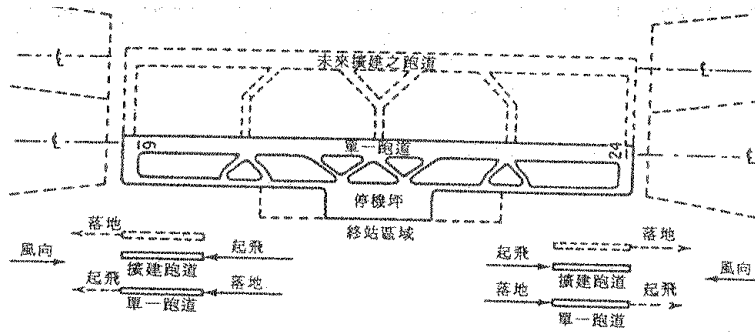 未來擴建之跑道
單一跑道
9
24
停機坪
終站區域
落地
起飛
風向
擴建跑道
起飛
落地
單一跑道
落地
起飛
風向
擴建跑道
落地
起飛
單一跑道